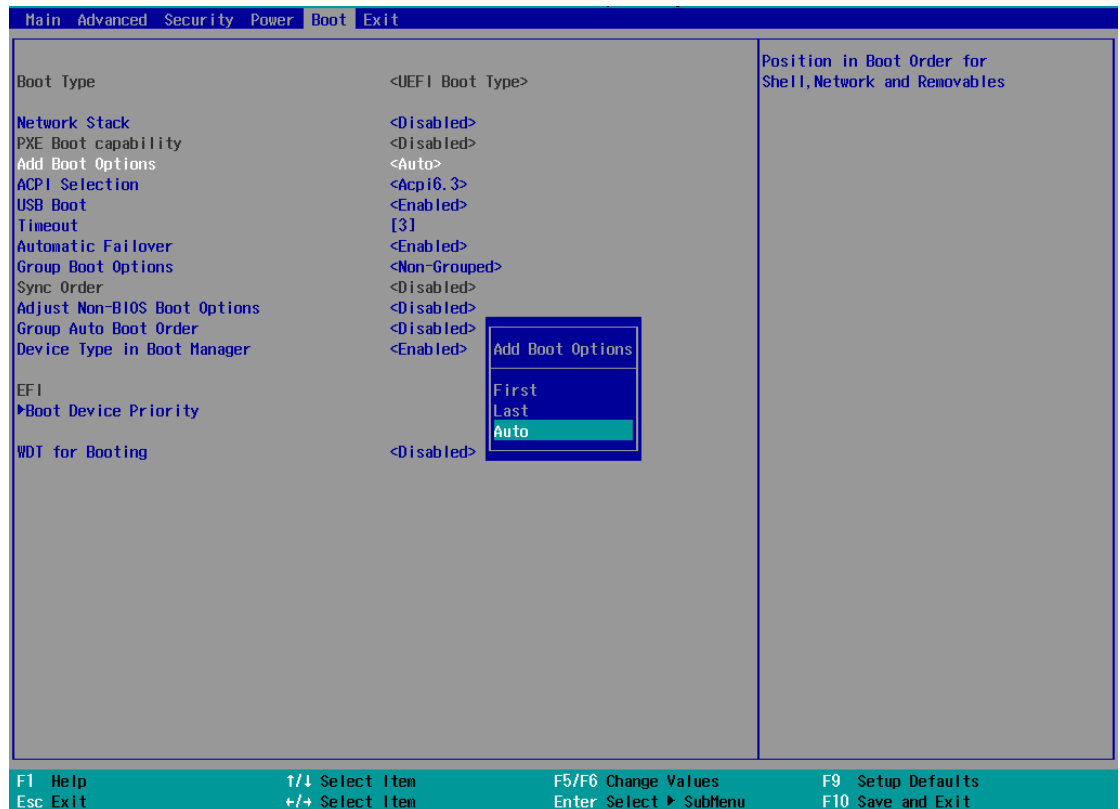 Main Advanced Security Power Boot Exit
Position in Boot Order for
Shell,Network and Removables
Boot Type <UEFI Boot Type>
Network Stack <Disabled>
PXE Boot capability <Disabled>
Add Boot Options <Auto>
ACPI Selection <Acpi6.3>
USB Boot <Enabled>
Timeout [3]
Automatic Failover <Enabled>
Group Boot Options <Non-Grouped>
Sync Order <Disabled>
Adjust Non-BIOS Boot Options <Disabled>
Group Auto Boot Order <Disabled>
Device Type in Boot Manager <Enabled>
EFI
▶Boot Device Priority
WDT for Booting <Disabled>
Add Boot Options
First
Last
Auto
F1 Help ↑/↓ Select Item F5/F6 Change Values F9 Setup Defaults
Esc Exit ←/→ Select Item Enter Select ▶ SubMenu F10 Save and Exit